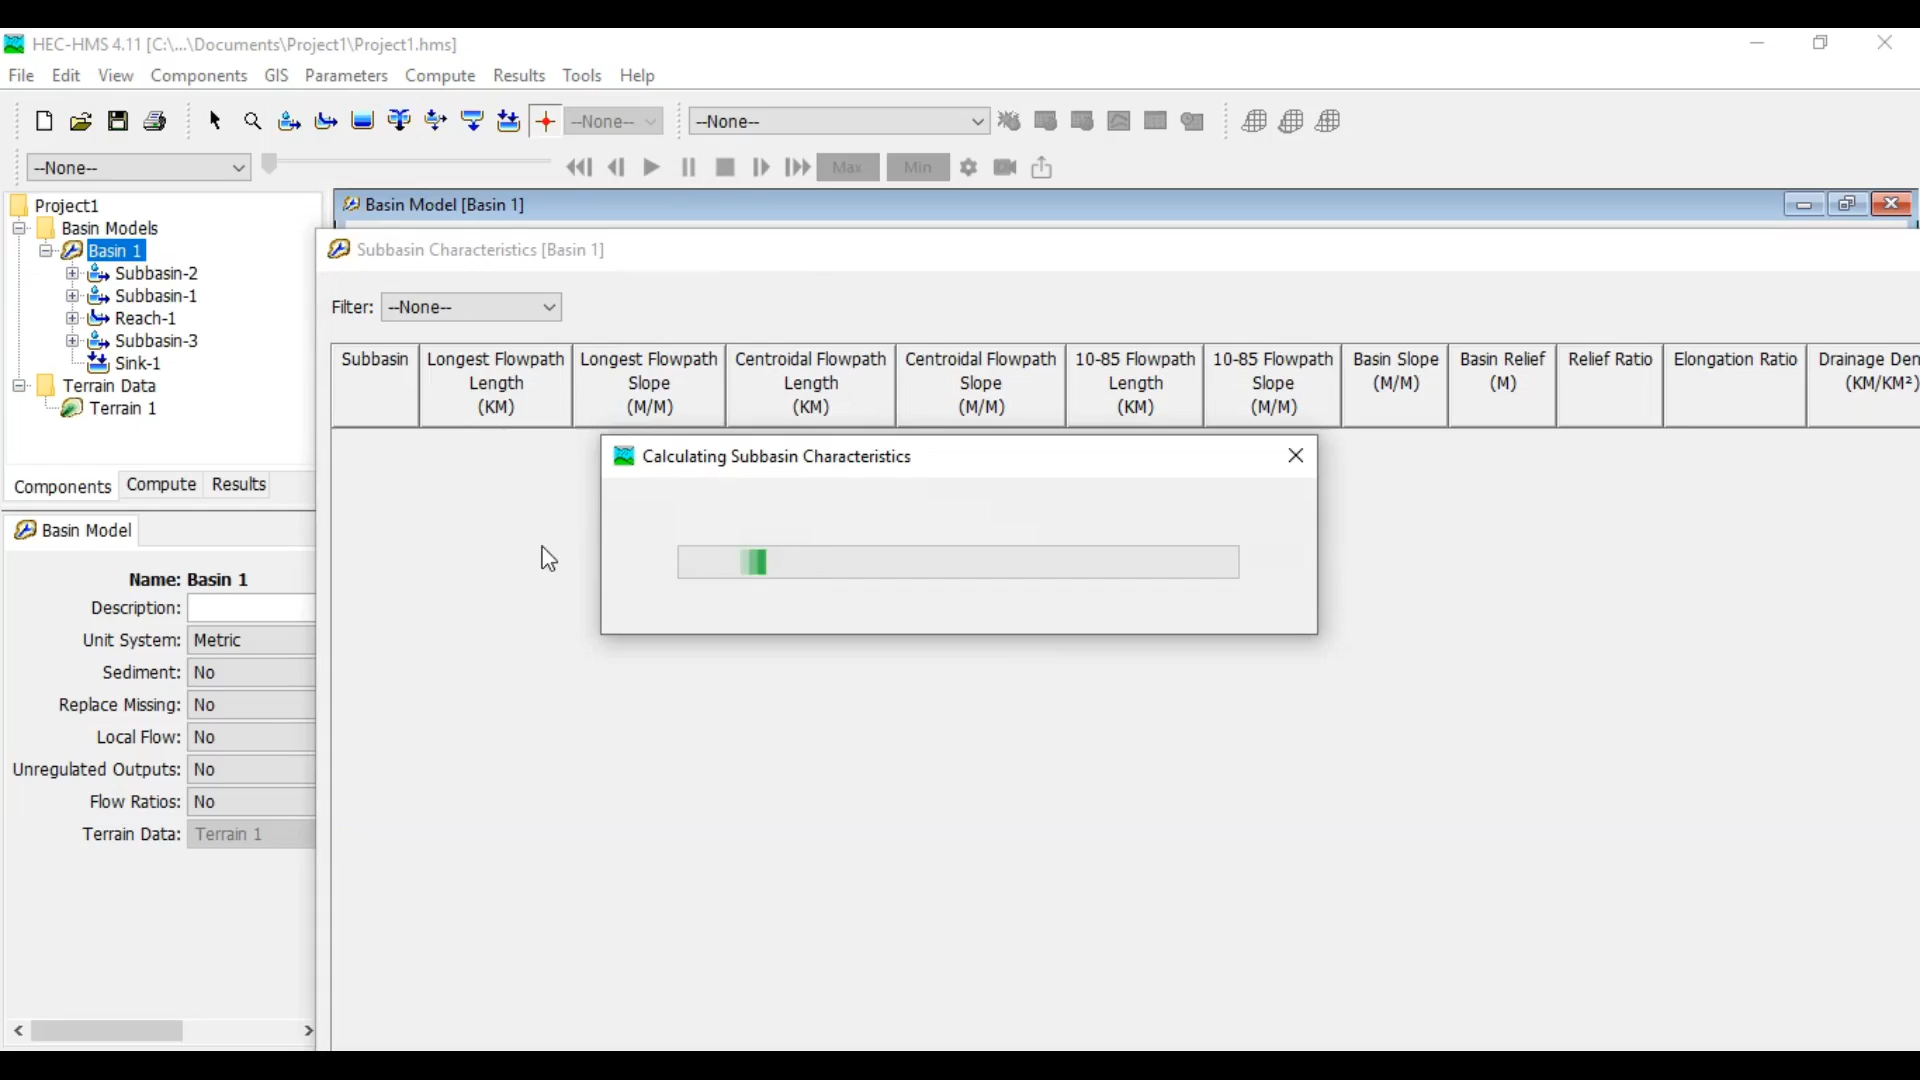 HEC-HMS 4.11 [C:\...\Documents\Project1\Project1.hms]
File Edit View Components GIS Parameters Compute Results Tools Help
--None-- --None--
--None-- Max Min
Project1
Basin Models
Basin 1
Subbasin-2
Subbasin-1
Reach-1
Subbasin-3
Sink-1
Terrain Data
Terrain 1
Components Compute Results
Basin Model
Name: Basin 1
Description:
Unit System: Metric
Sediment: No
Replace Missing: No
Local Flow: No
Unregulated Outputs: No
Flow Ratios: No
Terrain Data: Terrain 1
Basin Model [Basin 1]
Subbasin Characteristics [Basin 1]
Filter: --None--
Subbasin Longest Flowpath Longest Flowpath Centroidal Flowpath Centroidal Flowpath 10-85 Flowpath 10-85 Flowpath Basin Slope Basin Relief Relief Ratio Elongation Ratio Drainage Den
Length Slope Length Slope Length Slope (M/M) (M) (KM/KM²)
(KM) (M/M) (KM) (M/M) (KM) (M/M)
Calculating Subbasin Characteristics